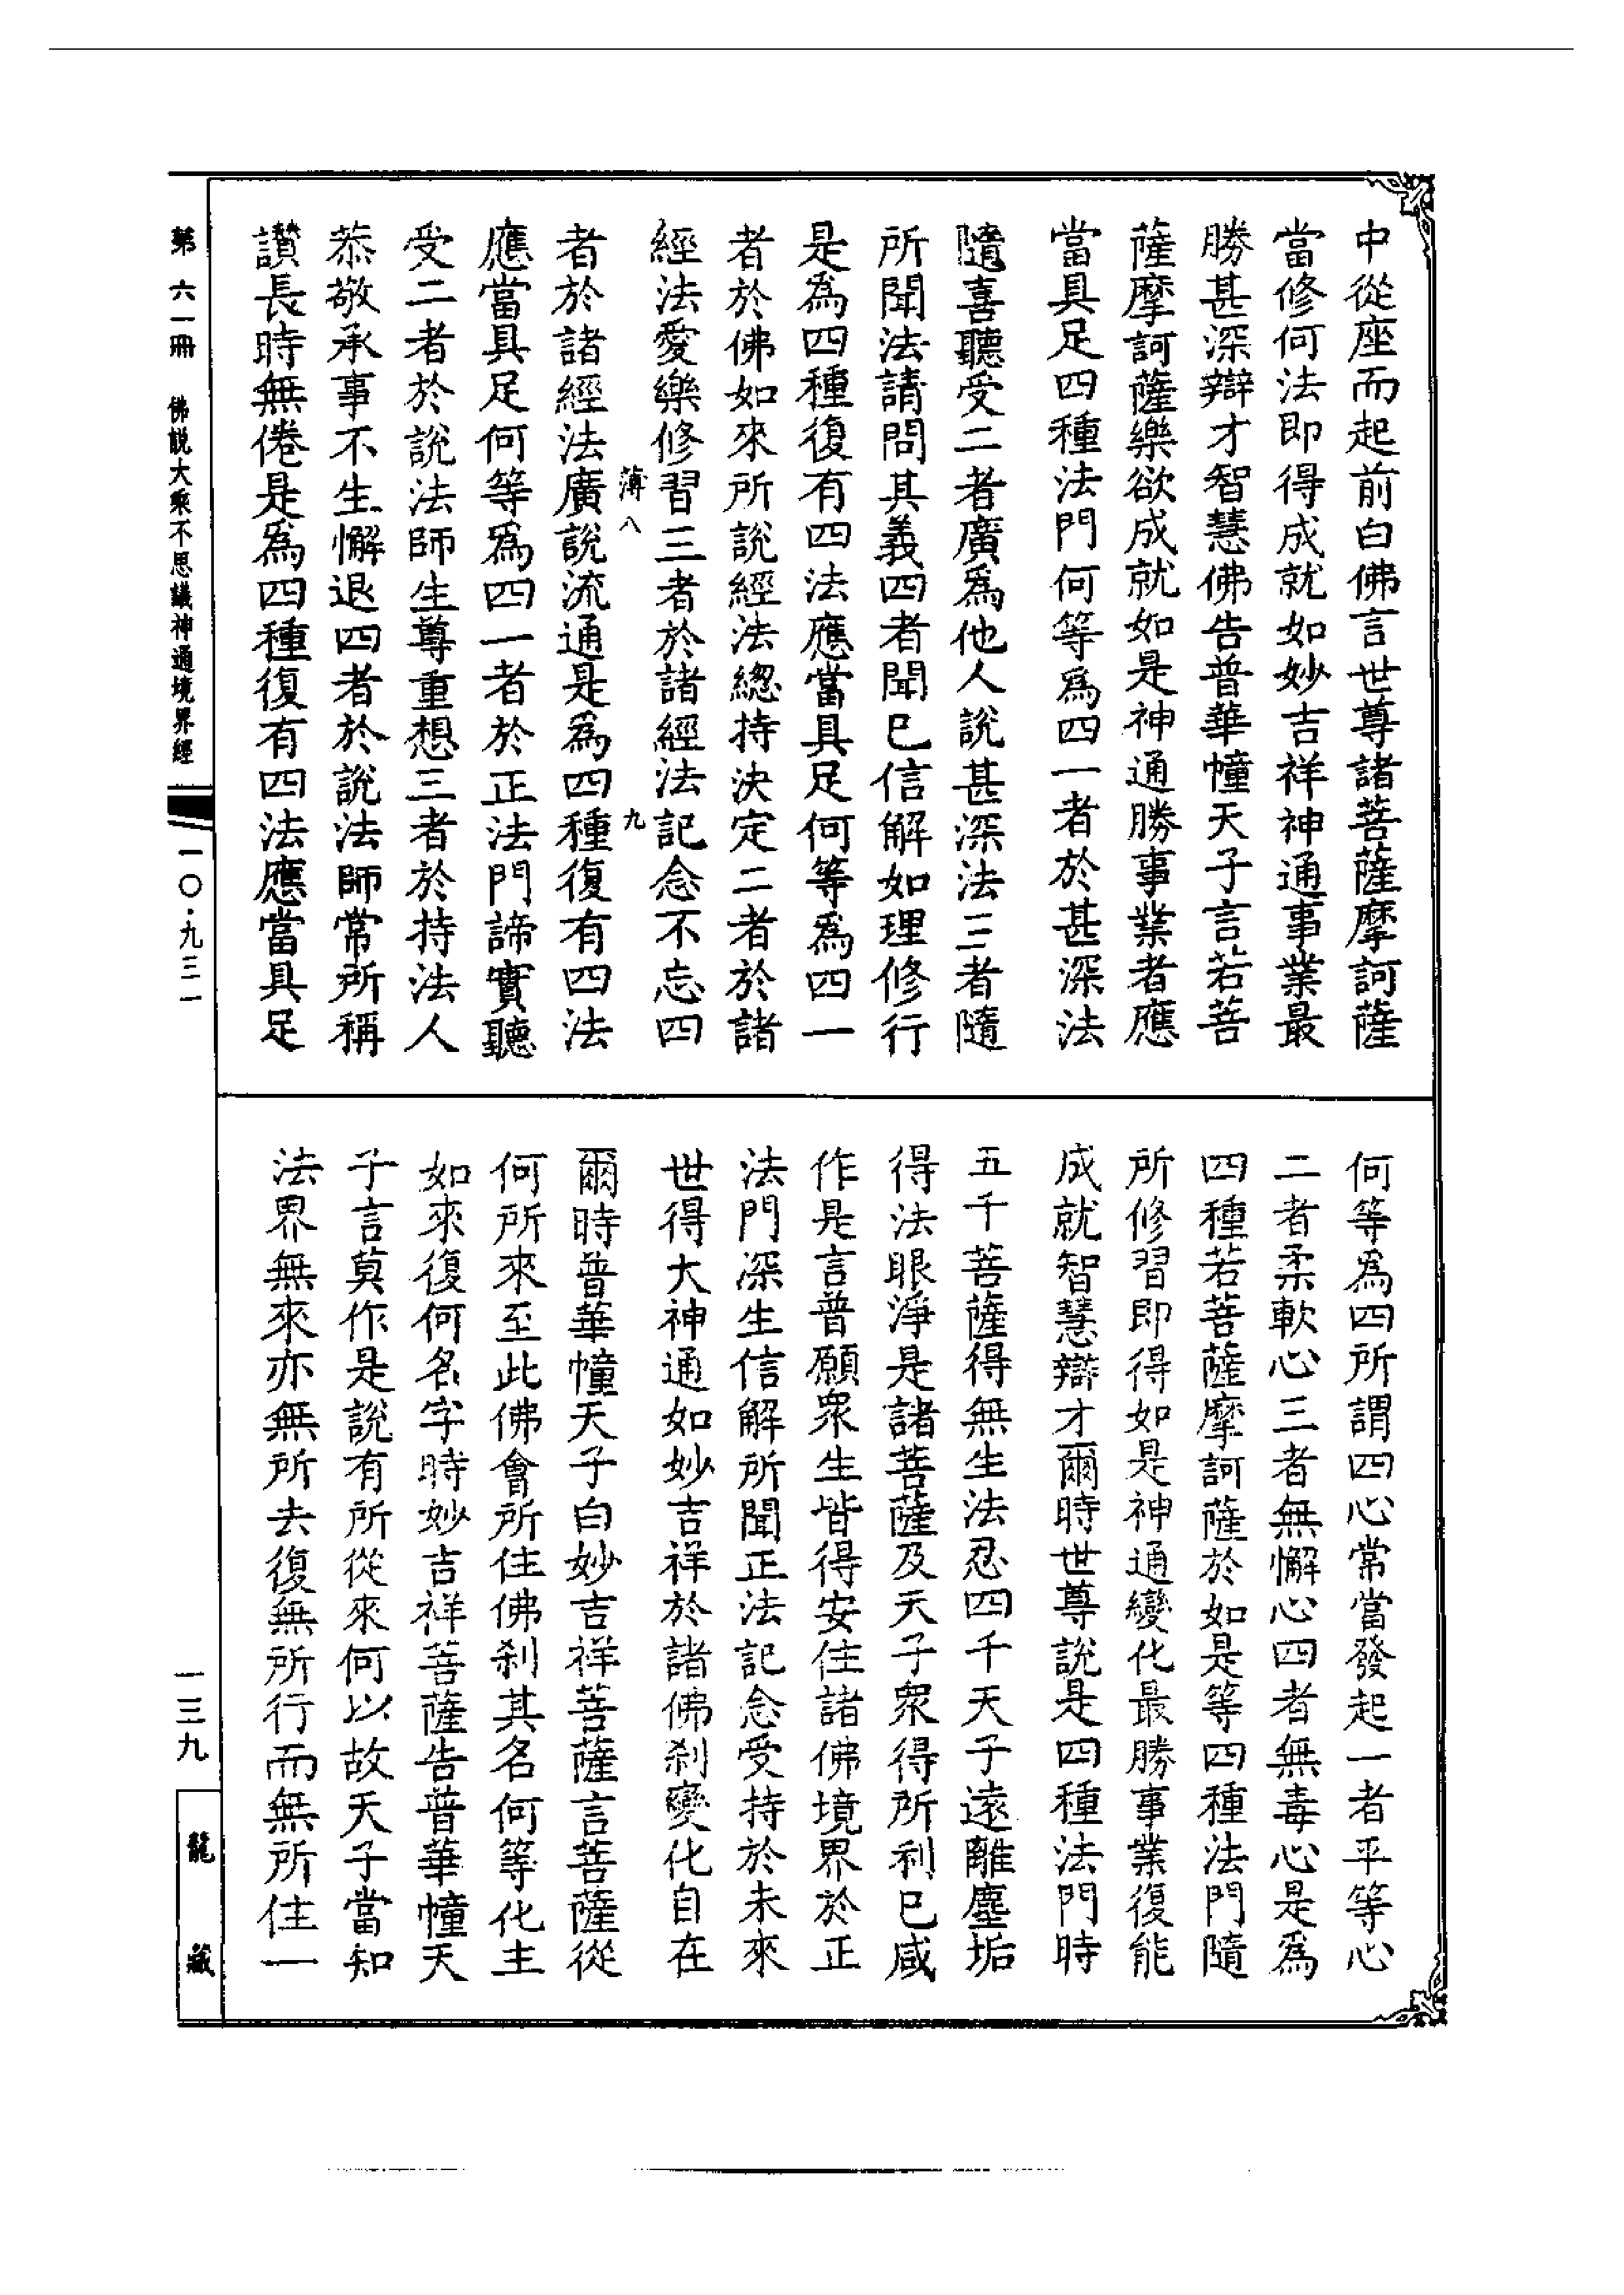 中從座而起前白佛言世尊諸菩薩摩訶薩
當修何法即得成就如妙吉祥神通事業最
勝甚深辯才智慧佛告普華幢天子言若菩
薩摩訶薩樂欲成就如是神通勝事業者應
當具足四種法門何等爲四一者於甚深法
隨喜聽受二者廣爲他人說甚深法三者隨
所聞法請問其義四者聞已信解如理修行
是爲四種復有四法應當具足何等爲四一
者於佛如來所說經法總持決定二者於諸
經法愛樂修習三者於諸經法記念不忘四
薄八
九
者於諸經法廣說流通是爲四種復有四法
應當具足何等爲四一者於正法門諦實聽
受二者於說法師生尊重想三者於持法人
恭敬承事不生懈退四者於說法師常所稱
讚長時無倦是爲四種復有四法應當具足
何等爲四所謂四心常當發起一者平等心
二者柔軟心三者無懈心四者無毒心是爲
四種若菩薩摩訶薩於如是等四種法門隨
所修習即得如是神通變化最勝事業復能
成就智慧辯才爾時世尊說是四種法門時
五千菩薩得無生法忍四千天子遠離塵垢
得法眼淨是諸菩薩及天子衆得所利已咸
作是言普願衆生皆得安住諸佛境界於正
法門深生信解所聞正法記念受持於未來
世得大神通如妙吉祥於諸佛刹變化自在
爾時普華幢天子白妙吉祥菩薩言菩薩從
何所來至此佛會所住佛刹其名何等化主
如來復何名字時妙吉祥菩薩告普華幢天
子言莫作是說有所從來何以故天子當知
法界無來亦無所去復無所行而無所住一
第六一冊　佛説大乘不思議神通境界經
一〇·九三一
一三九
龍藏